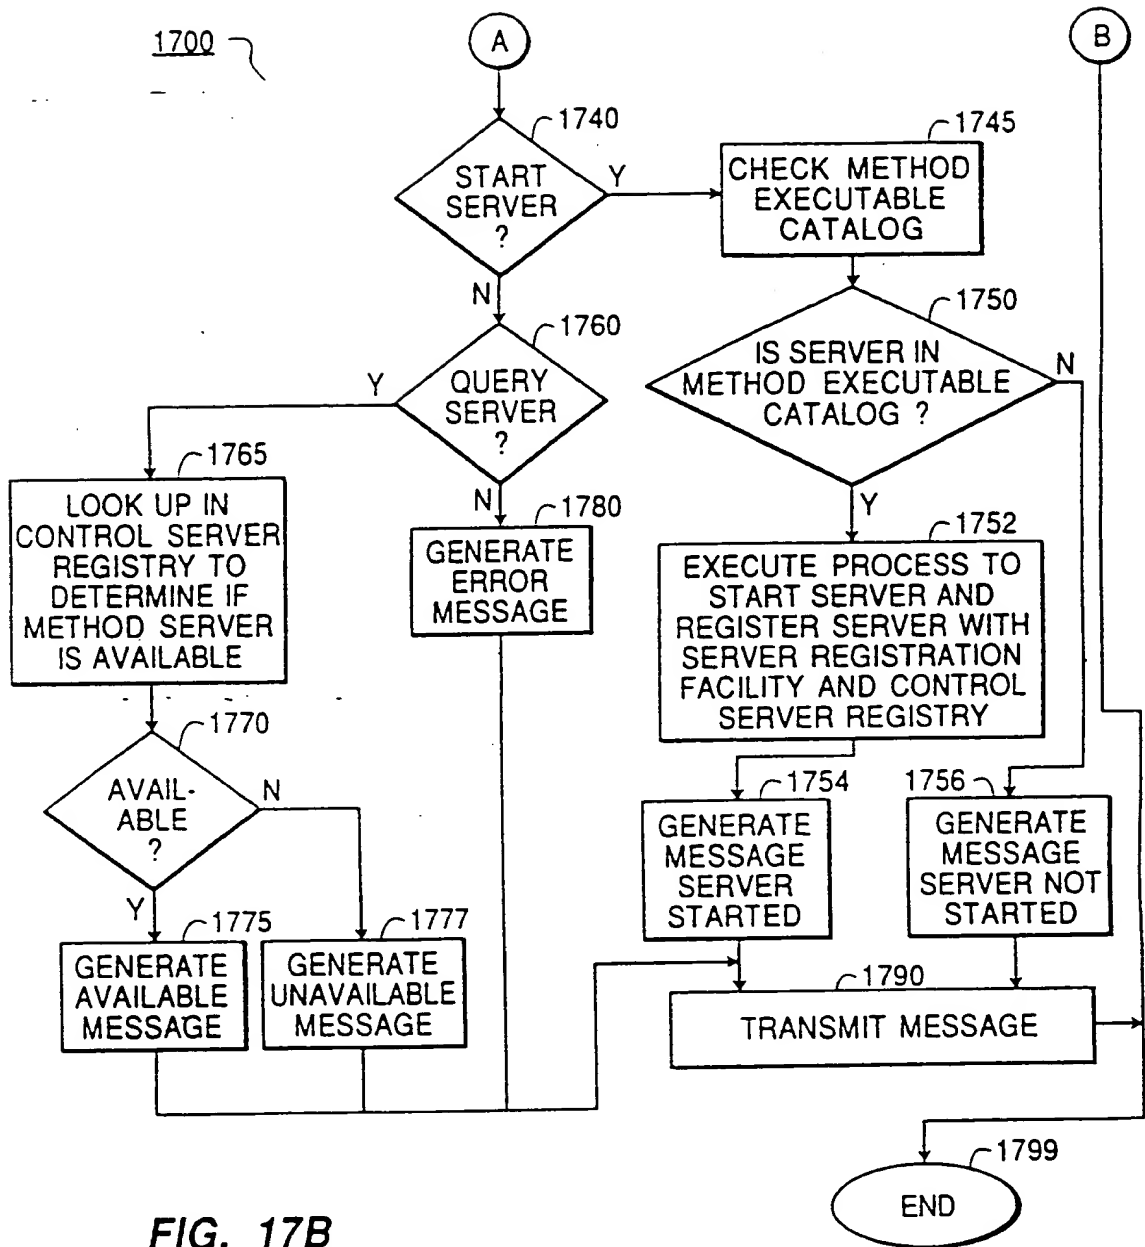 1700
A
B
1740
START
SERVER
?
Y
N
1745
CHECK METHOD
EXECUTABLE
CATALOG
1750
IS SERVER IN
METHOD EXECUTABLE
CATALOG ?
N
Y
1760
QUERY
SERVER
?
Y
N
1765
LOOK UP IN
CONTROL SERVER
REGISTRY TO
DETERMINE IF
METHOD SERVER
IS AVAILABLE
1780
GENERATE
ERROR
MESSAGE
1752
EXECUTE PROCESS TO
START SERVER AND
REGISTER SERVER WITH
SERVER REGISTRATION
FACILITY AND CONTROL
SERVER REGISTRY
1770
AVAIL-
ABLE
?
N
Y
1754
GENERATE
MESSAGE
SERVER
STARTED
1756
GENERATE
MESSAGE
SERVER NOT
STARTED
1775
GENERATE
AVAILABLE
MESSAGE
1777
GENERATE
UNAVAILABLE
MESSAGE
1790
TRANSMIT MESSAGE
1799
END
FIG. 17B